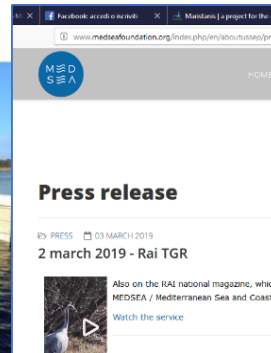 Facebook: accedi o iscriviti
Maristanis | a project for the
www.medseafoundation.org/index.php/en/aboutussep/pr
MED
SEA
HOME
Press release
PRESS 03 MARCH 2019
2 march 2019 - Rai TGR
Also on the RAI national magazine, whic
MEDSEA / Mediterranean Sea and Coast
Watch the service